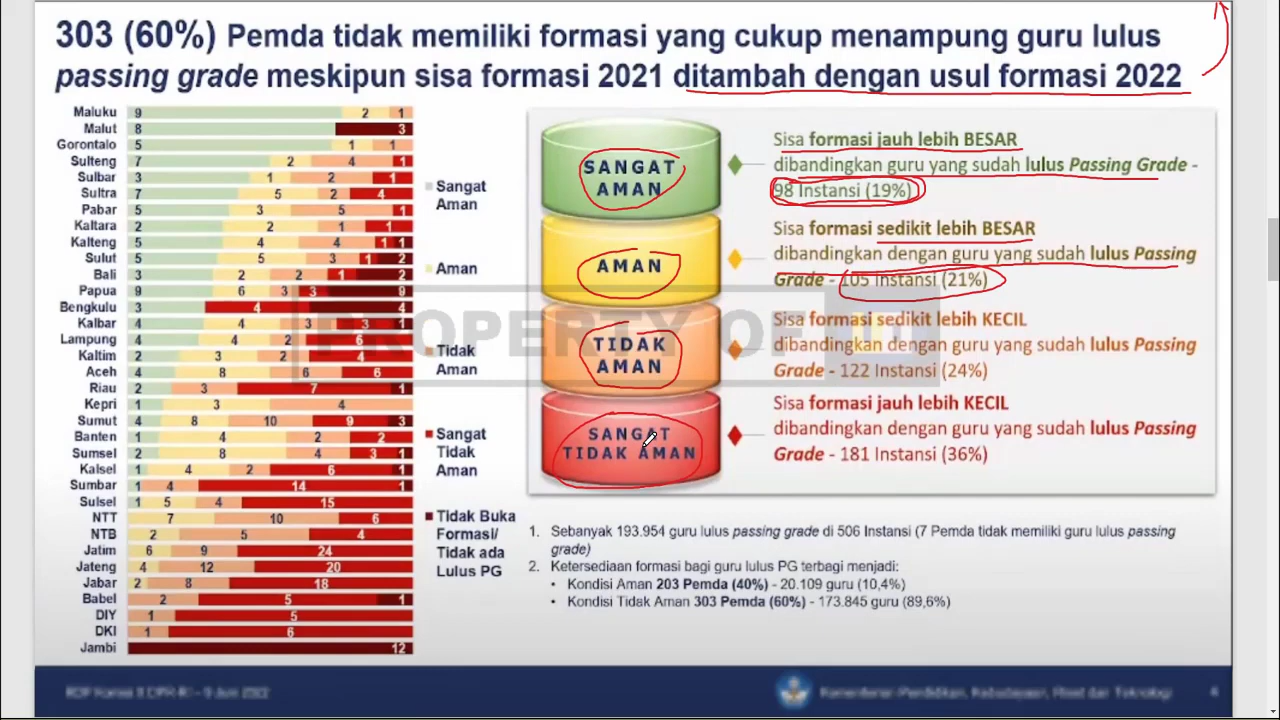 303 (60%) Pemda tidak memiliki formasi yang cukup menampung guru lulus
passing grade meskipun sisa formasi 2021 ditambah dengan usul formasi 2022
Maluku 9 2 1
Malut 8 3
Gorontalo 5 1 1
Sulteng 7 2 4 1
Sulbar 3 1 2 1
Sultra 7 5 2 4
Pabar 5 3 5 1
Kaltara 2 2 1 1
Kalteng 5 4 4 1 1
Sulut 5 5 3 1 2
Bali 3 2 2 1 2
Papua 9 6 3 3 9
Bengkulu 3 4 4
Kalbar 4 4 3 3 1
Lampung 4 4 2 6
Kaltim 2 3 2 4
Aceh 4 8 6 6
Riau 2 3 7 1
Kepri 1 3 4
Sumut 4 8 10 9 3
Banten 1 4 2 2
Sumsel 2 8 4 3 1
Kalsel 1 4 2 6 1
Sumbar 1 4 14 1
Sulsel 1 5 4 15
NTT 7 10 6
NTB 2 5 4
Jatim 6 9 24
Jateng 4 12 20
Jabar 2 8 18
Babel 2 5 1
DIY 1 5
DKI 1 6
Jambi 12
Sangat
Aman
Aman
Tidak
Aman
Sangat
Tidak
Aman
Tidak Buka
Formasi/
Tidak ada
Lulus PG
SANGAT
AMAN
Sisa formasi jauh lebih BESAR
dibandingkan guru yang sudah lulus Passing Grade -
98 Instansi (19%)
AMAN
Sisa formasi sedikit lebih BESAR
dibandingkan dengan guru yang sudah lulus Passing
Grade - 105 Instansi (21%)
TIDAK
AMAN
Sisa formasi sedikit lebih KECIL
dibandingkan dengan guru yang sudah lulus Passing
Grade - 122 Instansi (24%)
SANGAT
TIDAK AMAN
Sisa formasi jauh lebih KECIL
dibandingkan dengan guru yang sudah lulus Passing
Grade - 181 Instansi (36%)
PROPERTY OF
1. Sebanyak 193.954 guru lulus passing grade di 506 Instansi (7 Pemda tidak memiliki guru lulus passing
grade)
2. Ketersediaan formasi bagi guru lulus PG terbagi menjadi:
• Kondisi Aman 203 Pemda (40%) - 20.109 guru (10,4%)
• Kondisi Tidak Aman 303 Pemda (60%) - 173.845 guru (89,6%)
RDP Komisi X DPR-RI – 9 Juni 2022
Kementerian Pendidikan, Kebudayaan, Riset dan Teknologi
4